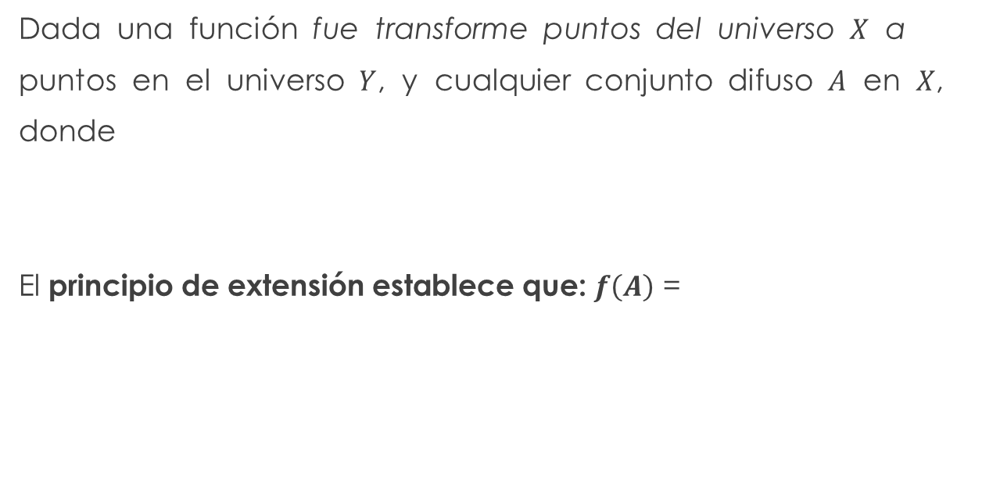 Dada una función fue transforme puntos del universo X a
puntos en el universo Y, y cualquier conjunto difuso A en X,
donde
El principio de extensión establece que: f(A) =